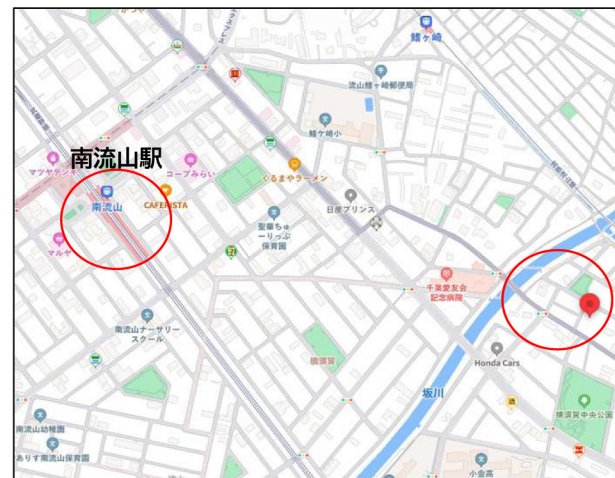 鰭ヶ崎
流山鰭ヶ崎郵便局
鰭ケ崎小
南流山駅
マツヤデンキ
コープみらい
くるまやラーメン
南流山
CAFERISTA
日産プリンス
マルヤ
聖華ちゅ
ーりっぷ
保育園
千葉愛友会
記念病院
南流山ナーサリー
スクール
横須賀
Honda Cars
坂川
横須賀中央公園
南流山幼稚園
ありす南流山保育園
小金高